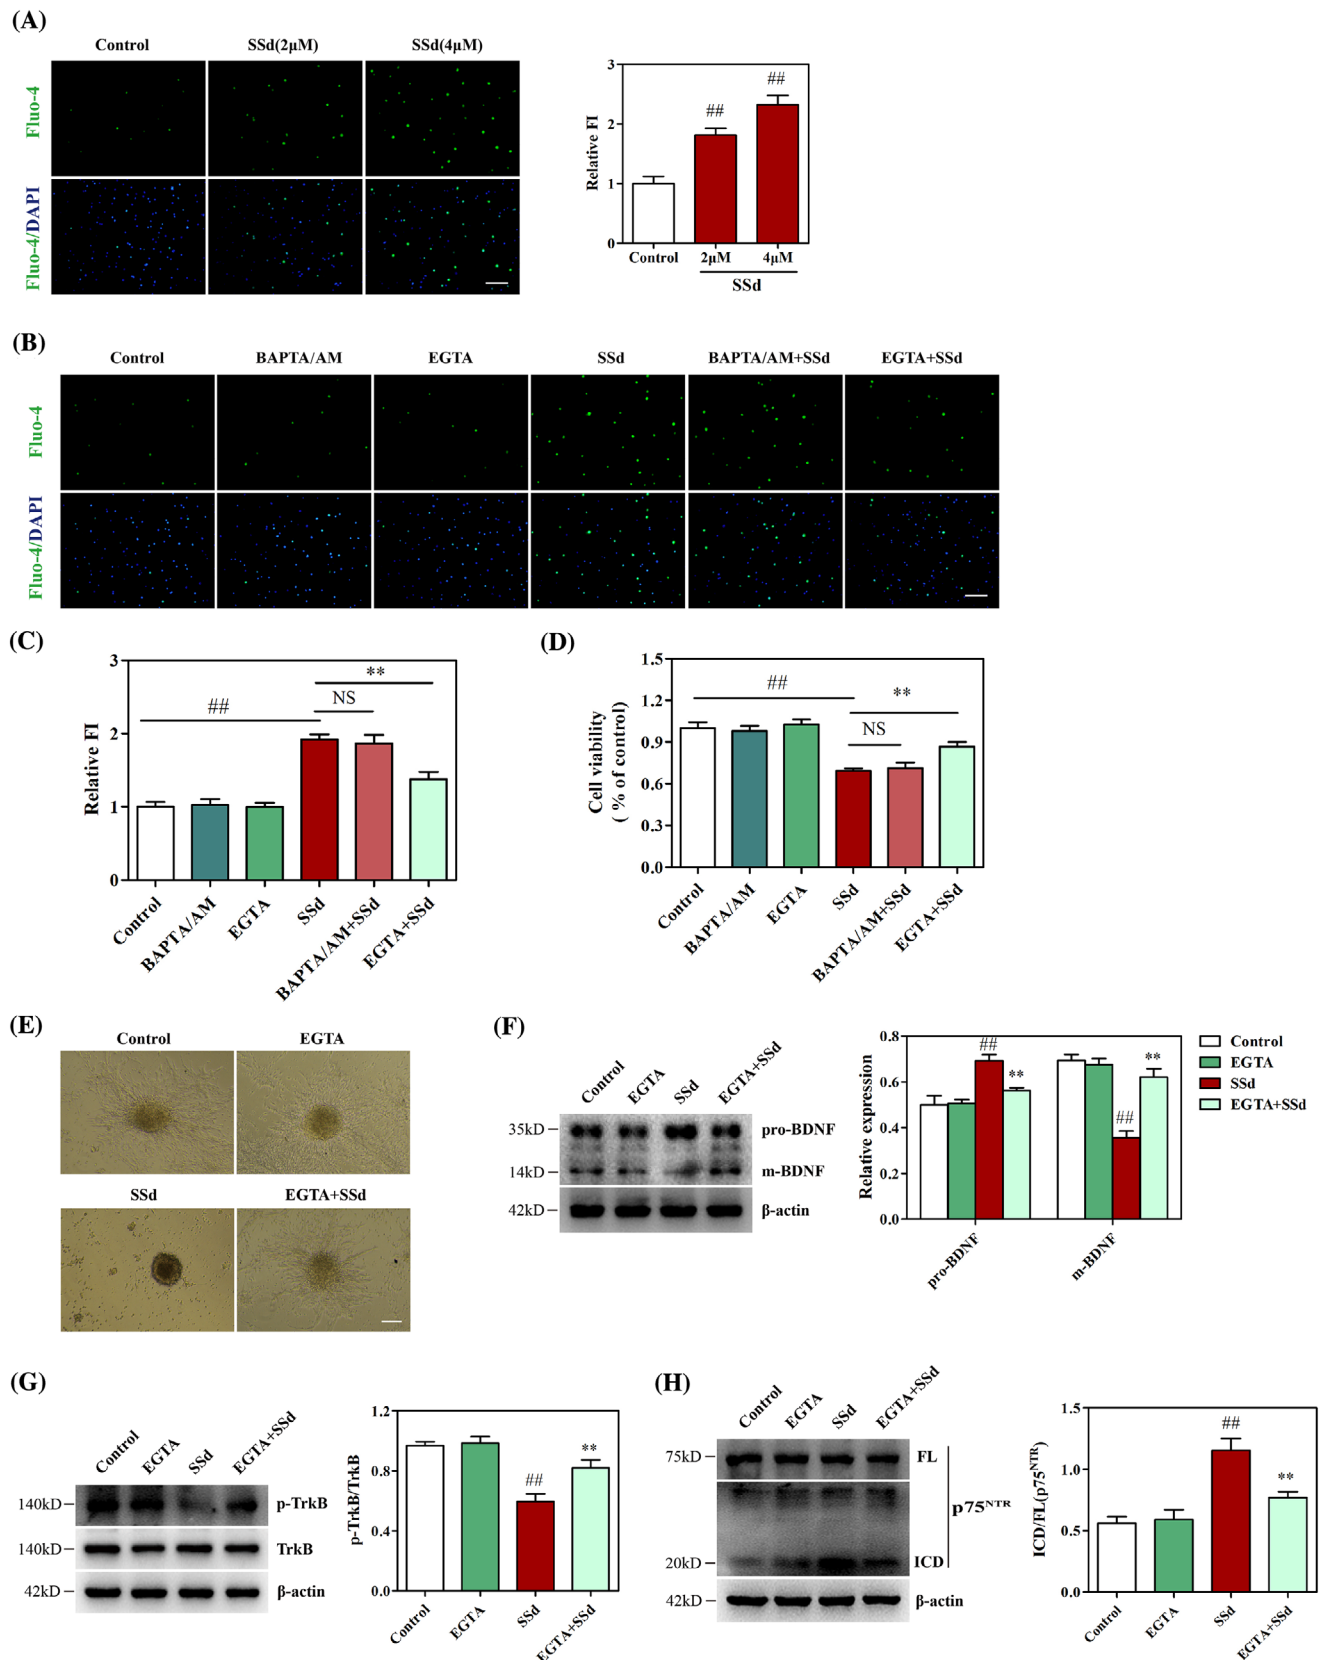 (A)
Control SSd(2μM) SSd(4μM)
Fluo-4
Fluo-4/DAPI
Relative FI
3
2
1
0
## ##
Control 2μM 4μM
SSd
(B)
Control BAPTA/AM EGTA SSd BAPTA/AM+SSd EGTA+SSd
Fluo-4
Fluo-4/DAPI
(C)
Relative FI
3
2
1
0
## NS **
Control BAPTA/AM EGTA SSd BAPTA/AM+SSd EGTA+SSd
(D)
Cell viability
( % of control)
1.5
1.2
0.9
0.6
0.3
0.0
## NS **
Control BAPTA/AM EGTA SSd BAPTA/AM+SSd EGTA+SSd
(E)
Control EGTA
SSd EGTA+SSd
(F)
Control EGTA SSd EGTA+SSd
35kD pro-BDNF
14kD m-BDNF
42kD β-actin
Relative expression
0.8
0.6
0.4
0.2
0.0
## ** ## **
pro-BDNF m-BDNF
Control
EGTA
SSd
EGTA+SSd
(G)
Control EGTA SSd EGTA+SSd
140kD p-TrkB
140kD TrkB
42kD β-actin
p-TrkB/TrkB
1.2
0.8
0.4
0.0
## **
Control EGTA SSd EGTA+SSd
(H)
Control EGTA SSd EGTA+SSd
75kD FL
p75NTR
20kD ICD
42kD β-actin
ICD/FL(p75NTR)
1.5
1.0
0.5
0.0
## **
Control EGTA SSd EGTA+SSd